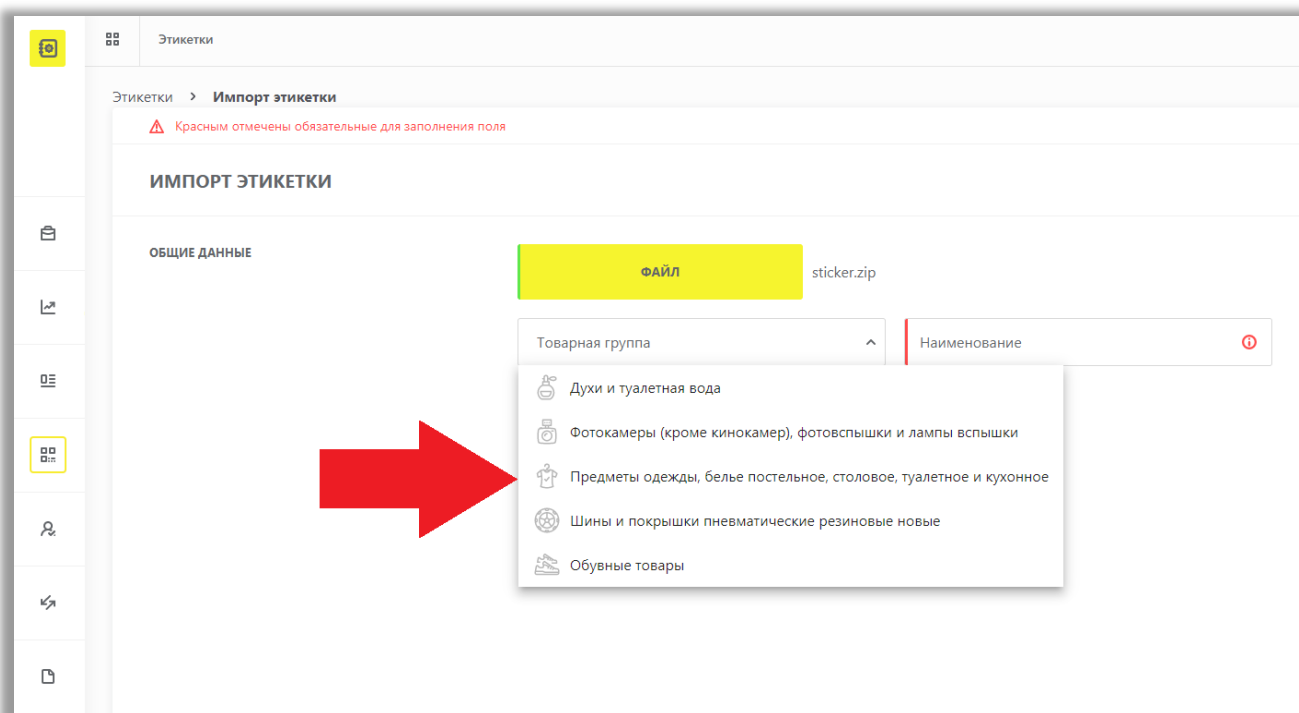 Этикетки
Этикетки > Импорт этикетки
Красным отмечены обязательные для заполнения поля
ИМПОРТ ЭТИКЕТКИ
ОБЩИЕ ДАННЫЕ
ФАЙЛ sticker.zip
Товарная группа
Наименование
Духи и туалетная вода
Фотокамеры (кроме кинокамер), фотовспышки и лампы вспышки
Предметы одежды, белье постельное, столовое, туалетное и кухонное
Шины и покрышки пневматические резиновые новые
Обувные товары